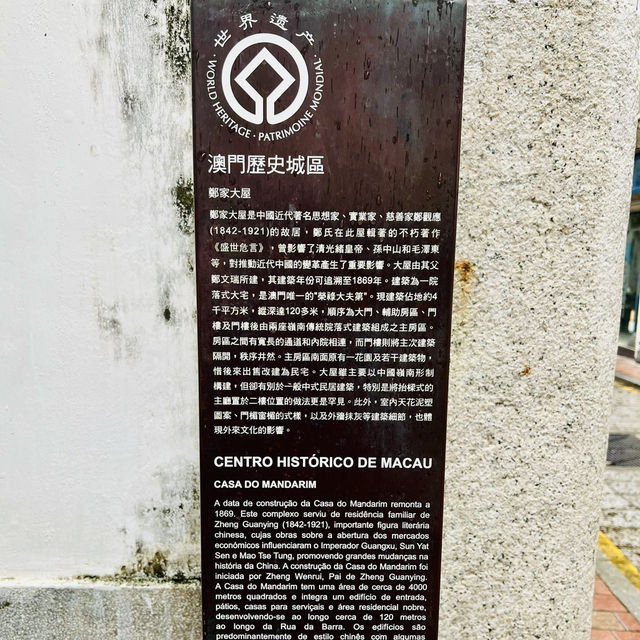 世界遺产
·WORLD HERITAGE · PATRIMOINE MONDIAL·
澳門歷史城區
鄭家大屋
鄭家大屋是中國近代著名思想家、實業家、慈善家鄭觀應
(1842-1921)的故居，鄭氏在此屋輯著的不朽著作
《盛世危言》，曾影響了清光緒皇帝、孫中山和毛澤東
等，對推動近代中國的變革產生了重要影響。大屋由其父
鄭文瑞所建，其建築年份可追溯至1869年。建築為一院
落式大宅，是澳門唯一的"榮祿大夫第"。現建築佔地約4
千平方米，縱深達120多米，順序為大門、輔助房區、門
樓及門樓後由兩座嶺南傳統院落式建築組成之主房區。
房區之間有寬長的通道和內院相連，而門樓則將主次建築
隔開，秩序井然。主房區南面原有一花園及若干建築物，
惜後來出售改建為民宅。大屋雖主要以中國嶺南形制
構建，但卻有別於一般中式民居建築，特別是將抬樑式的
主廳置於二樓位置的做法更是罕見。此外，室內天花泥塑
圖案、門楣窗楣的式樣，以及外牆抹灰等建築細部，也體
現外來文化的影響。
CENTRO HISTÓRICO DE MACAU
CASA DO MANDARIM
A data de construção da Casa do Mandarim remonta a
1869. Este complexo serviu de residência familiar de
Zheng Guanying (1842-1921), importante figura literária
chinesa, cujas obras sobre a abertura dos mercados
económicos influenciaram o Imperador Guangxu, Sun Yat
Sen e Mao Tse Tung, promovendo grandes mudanças na
história da China. A construção da Casa do Mandarim foi
iniciada por Zheng Wenrui, Pai de Zheng Guanying.
A Casa do Mandarim tem uma área de cerca de 4000
metros quadrados e integra um edifício de entrada,
pátios, casas para serviçais e área residencial nobre,
desenvolvendo-se ao longo cerca de 120 metros
ao longo da Rua da Barra. Os edifícios são
predominantemente de estilo chinês com algumas